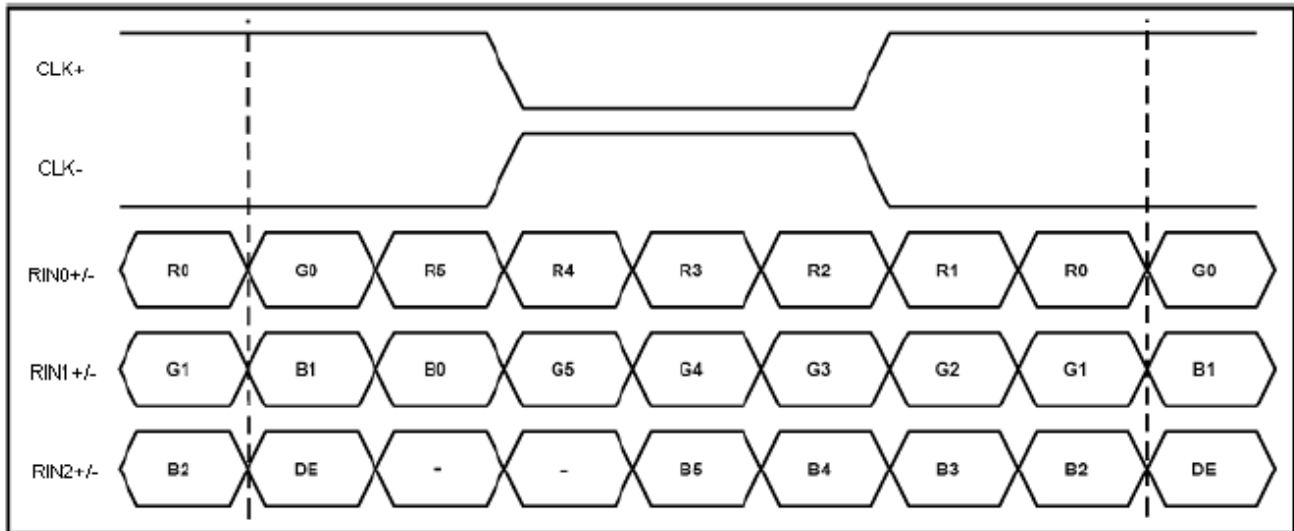 CLK+
CLK-
RIN0+/- R0 G0 R5 R4 R3 R2 R1 R0 G0
RIN1+/- G1 B1 B0 G5 G4 G3 G2 G1 B1
RIN2+/- B2 DE - - B5 B4 B3 B2 DE